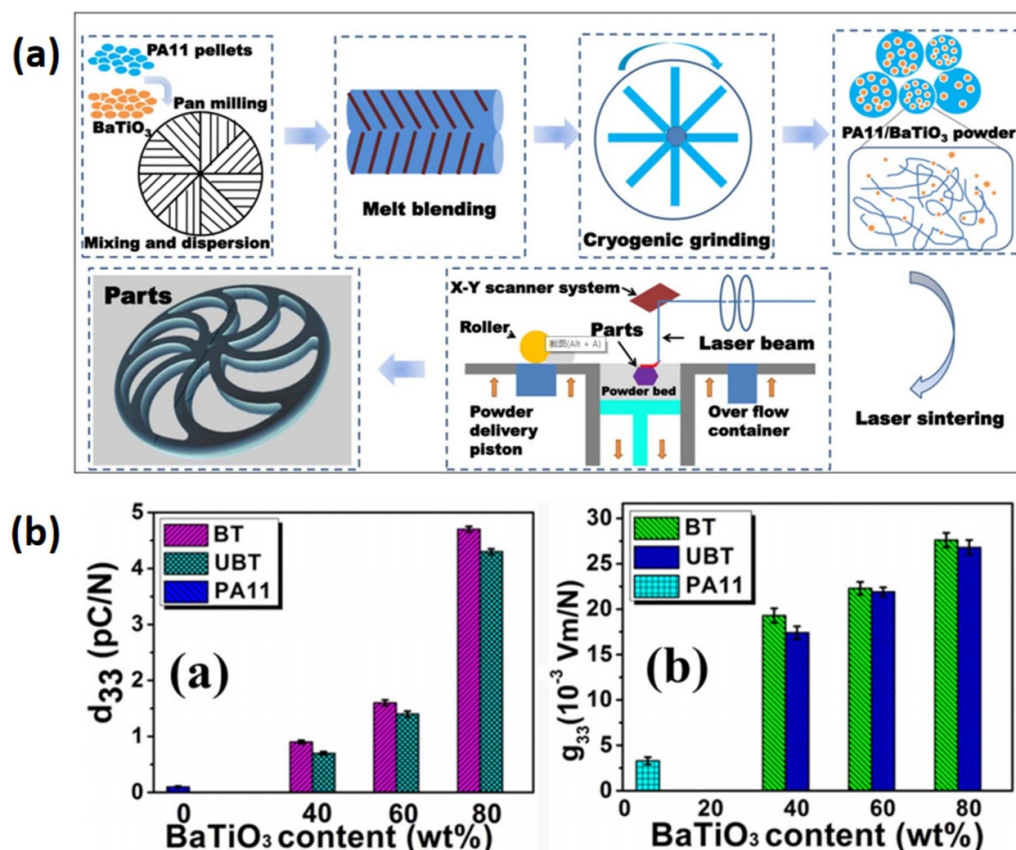 (a)
PA11 pellets
Pan milling
BaTiO3
Mixing and dispersion
Melt blending
Cryogenic grinding
PA11/BaTiO3 powder
Parts
X-Y scanner system
Roller
截图(Alt + A)
Parts
Laser beam
Powder bed
Powder
delivery
piston
Over flow
container
Laser sintering
(b)
BT
UBT
PA11
(a)
d33 (pC/N)
5
4
3
2
1
0
0 40 60 80
BaTiO3 content (wt%)
BT
UBT
PA11
(b)
g33(10-3 Vm/N)
30
25
20
15
10
5
0
0 20 40 60 80
BaTiO3 content (wt%)